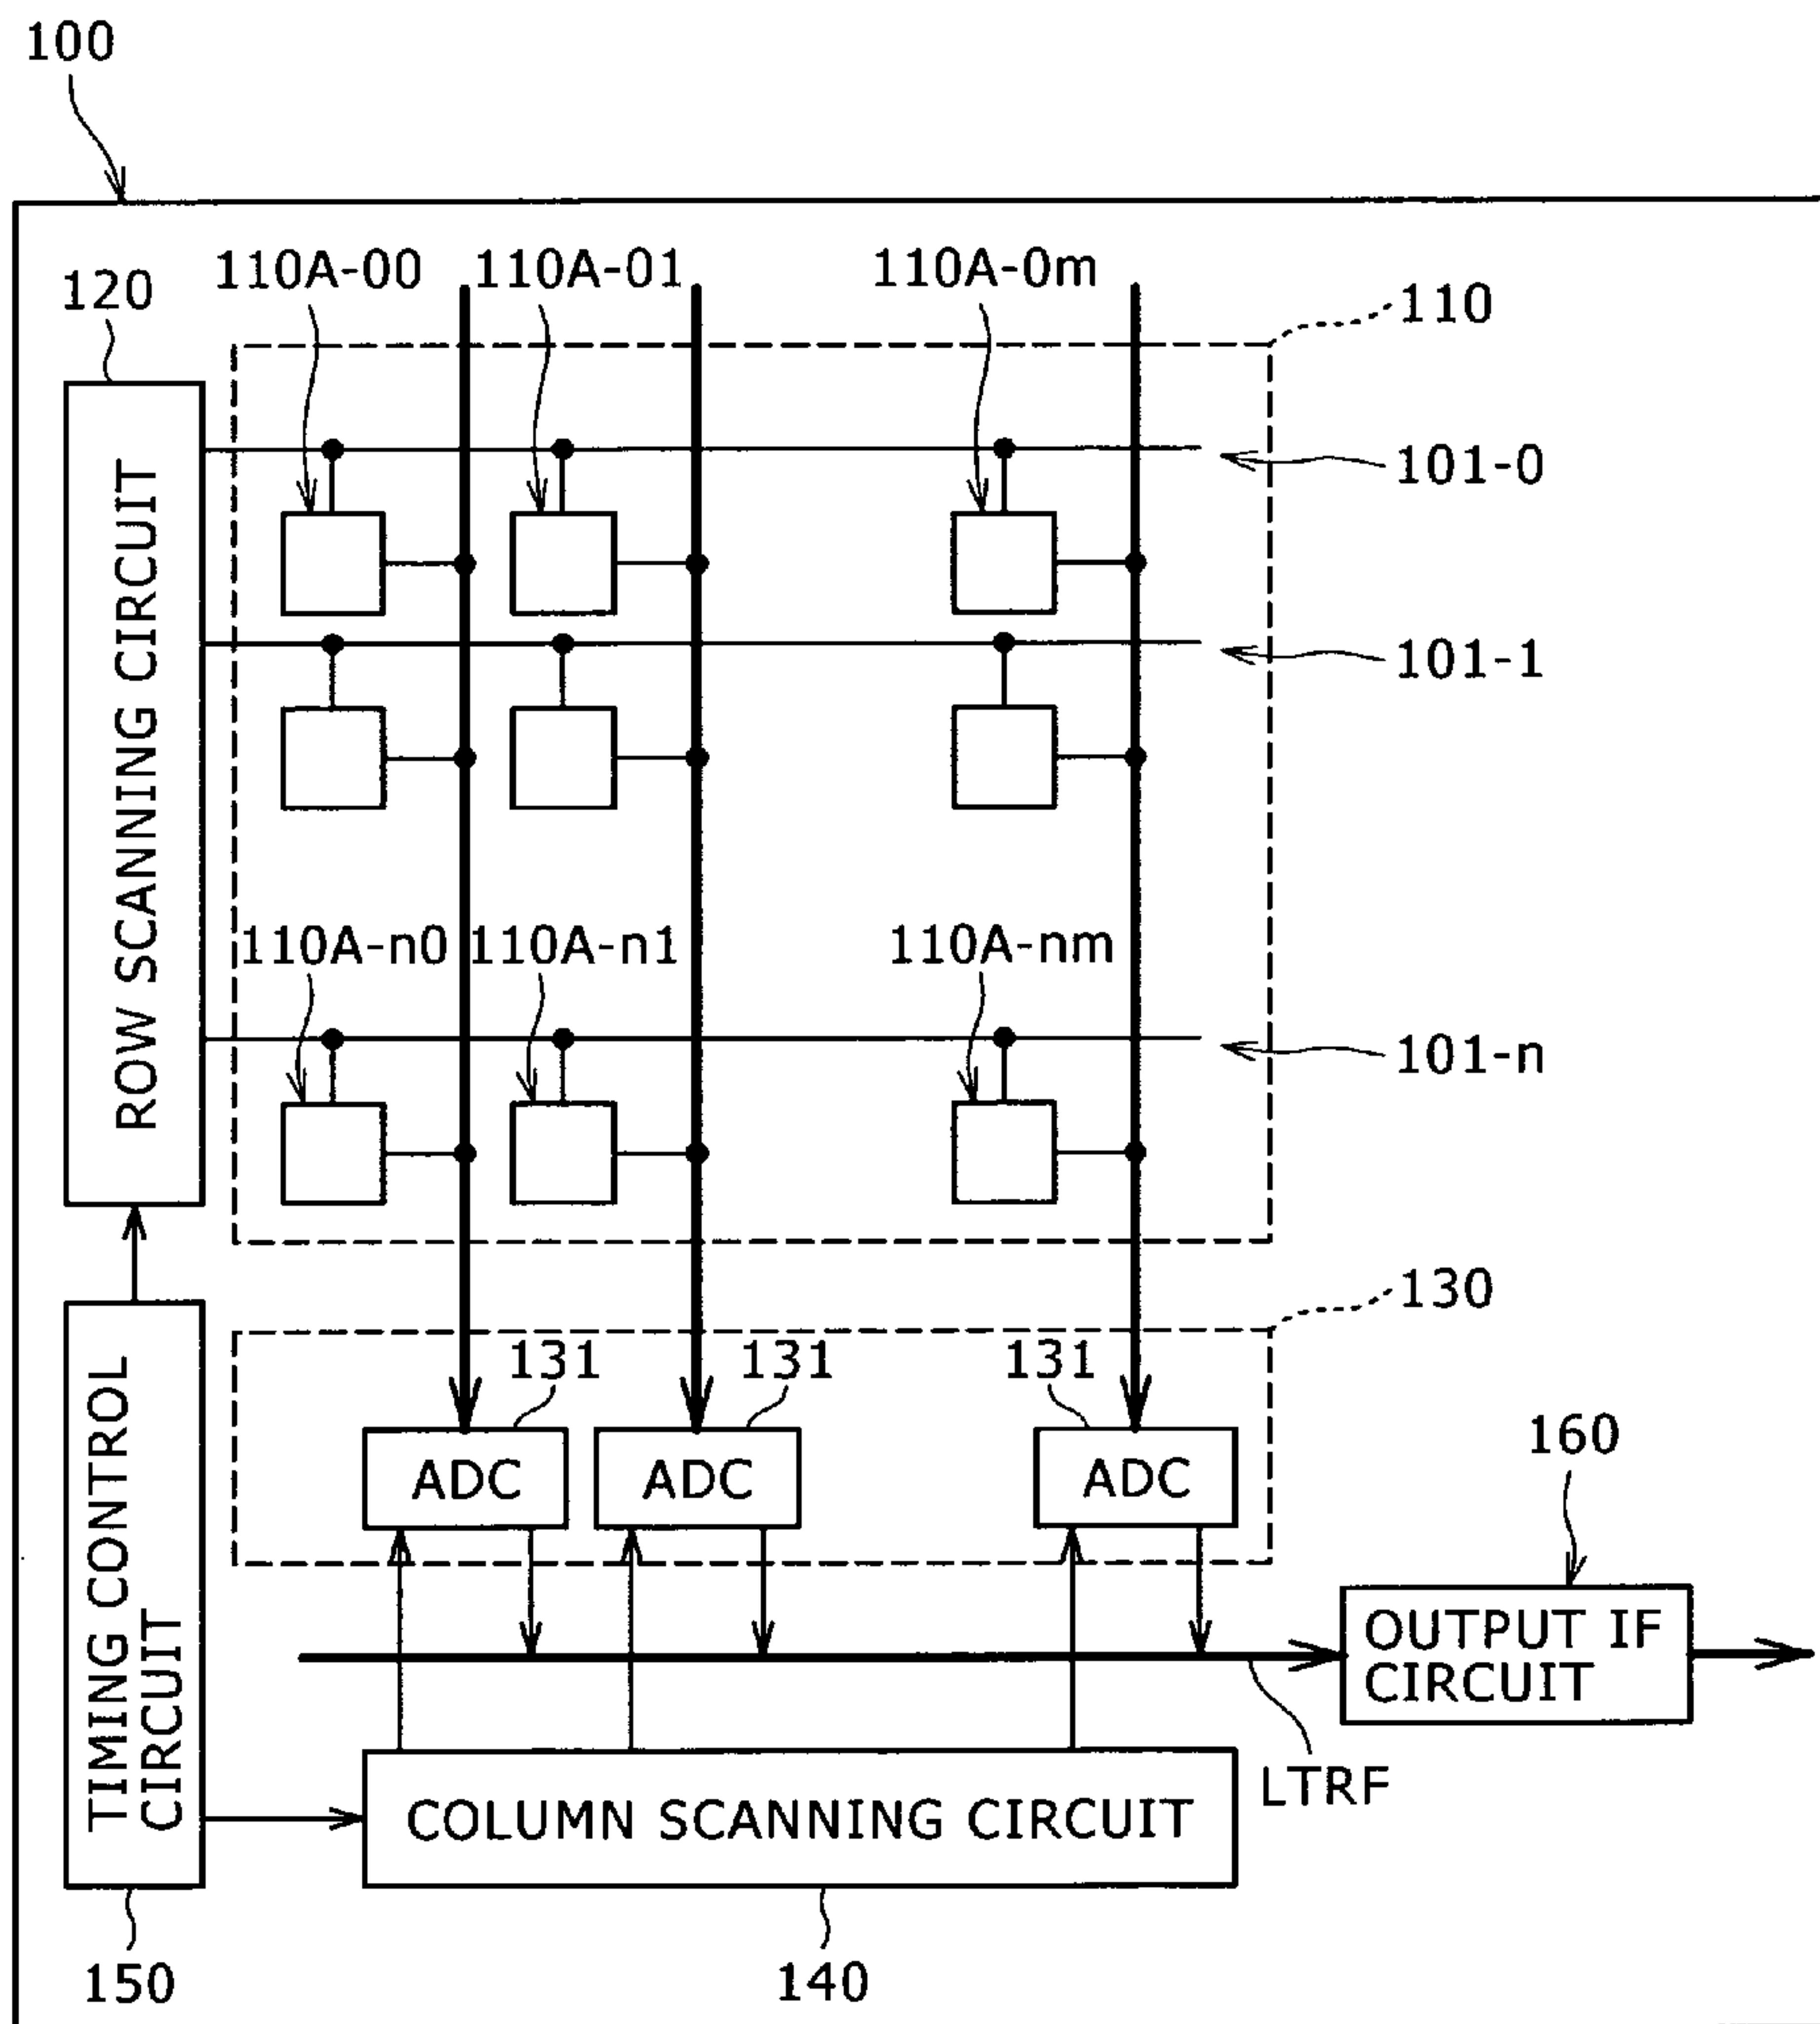 100
110A-00
110A-01
110A-0m
120
110
101-0
101-1
ROW SCANNING CIRCUIT
110A-n0
110A-n1
110A-nm
101-n
130
131
131
131
ADC
ADC
ADC
160
TIMING CONTROL
CIRCUIT
OUTPUT IF
CIRCUIT
LTRF
COLUMN SCANNING CIRCUIT
150
140